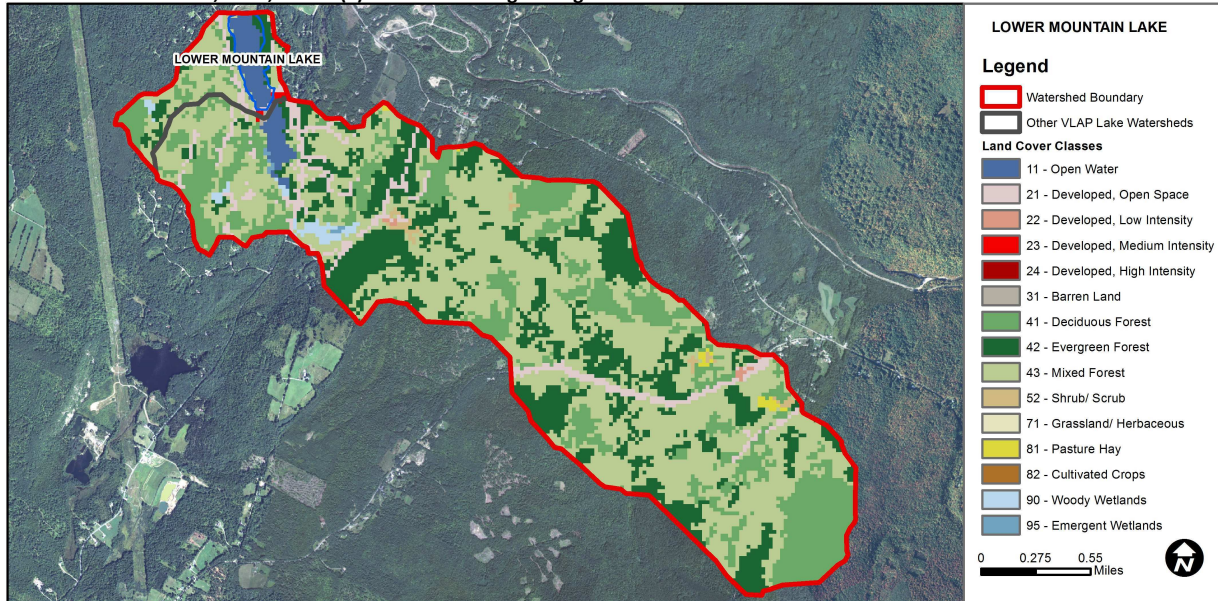 LOWER MOUNTAIN LAKE
LOWER MOUNTAIN LAKE
Legend
Watershed Boundary
Other VLAP Lake Watersheds
Land Cover Classes
11 - Open Water
21 - Developed, Open Space
22 - Developed, Low Intensity
23 - Developed, Medium Intensity
24 - Developed, High Intensity
31 - Barren Land
41 - Deciduous Forest
42 - Evergreen Forest
43 - Mixed Forest
52 - Shrub/ Scrub
71 - Grassland/ Herbaceous
81 - Pasture Hay
82 - Cultivated Crops
90 - Woody Wetlands
95 - Emergent Wetlands
0 0.275 0.55
Miles
N